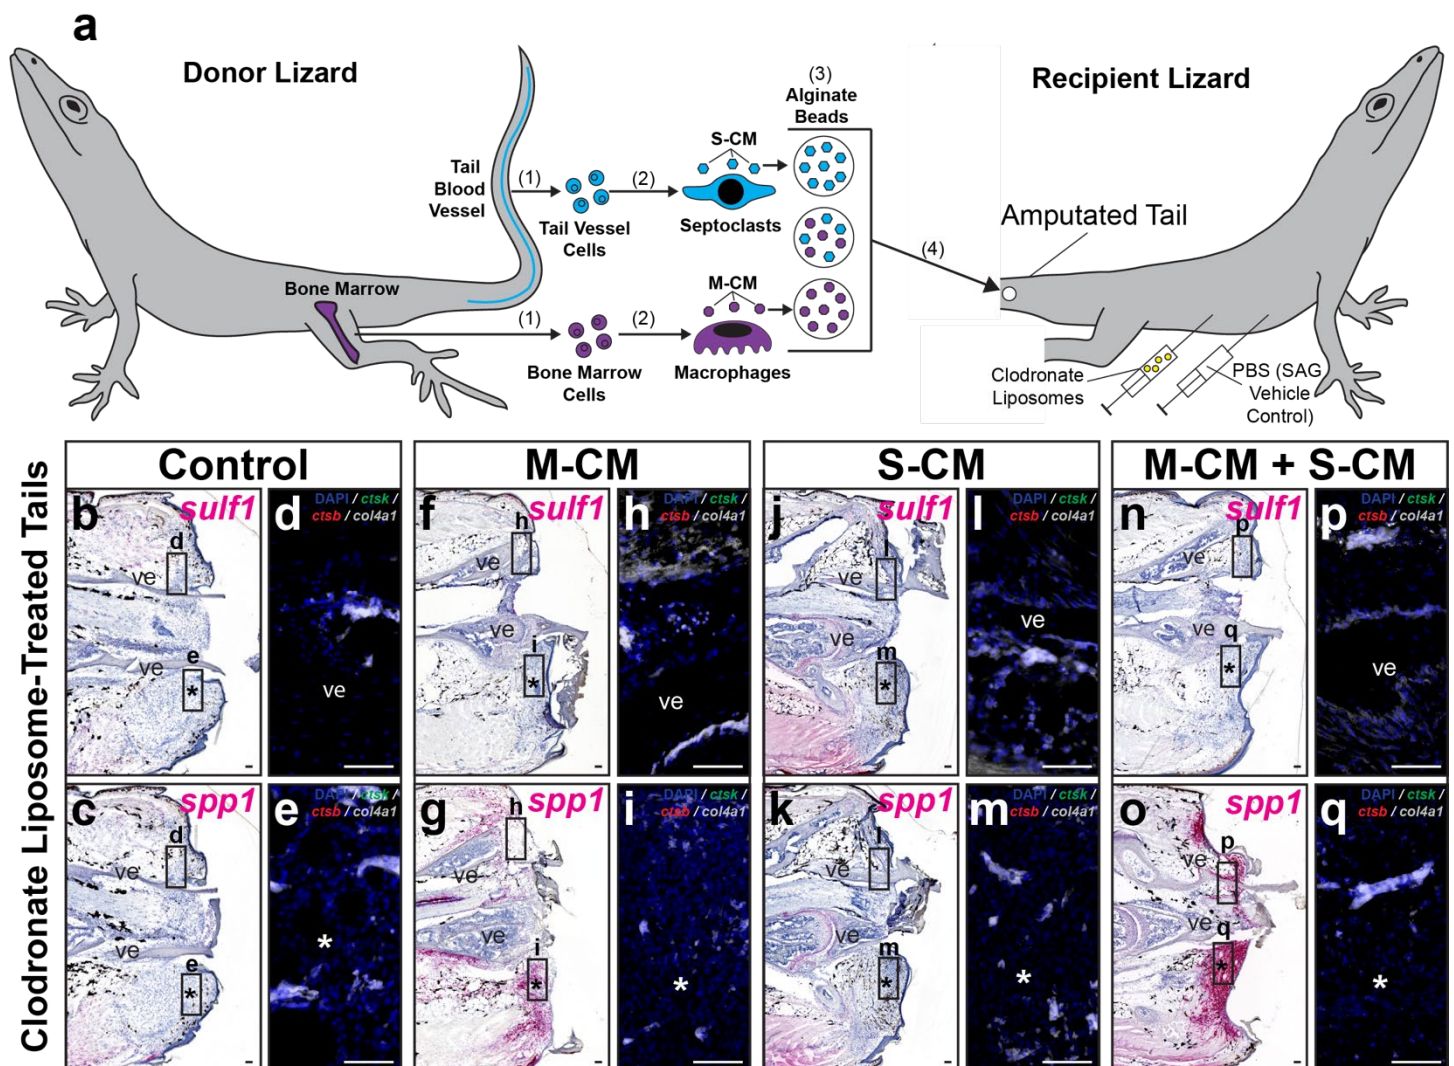 a
Donor Lizard
Recipient Lizard
(3)
Alginate
Beads
S-CM
Tail
Blood
Vessel
(1)
(2)
Tail Vessel
Cells
Septoclasts
Amputated Tail
(4)
Bone Marrow
M-CM
(1)
(2)
Bone Marrow
Cells
Macrophages
Clodronate
Liposomes
PBS (SAG
Vehicle
Control)
Clodronate Liposome-Treated Tails
Control
M-CM
S-CM
M-CM + S-CM
b
sulf1
d
ve
ve
e
*
d
DAPI / ctsk /
ctsb / col4a1
ve
f
sulf1
h
ve
ve
i
*
h
DAPI / ctsk /
ctsb / col4a1
ve
j
sulf1
l
ve
ve
m
*
l
DAPI / ctsk /
ctsb / col4a1
ve
n
sulf1
p
ve
ve
q
*
p
DAPI / ctsk /
ctsb / col4a1
ve
c
spp1
d
ve
ve
e
*
e
DAPI / ctsk /
ctsb / col4a1
*
g
spp1
h
ve
ve
i
*
i
DAPI / ctsk /
ctsb / col4a1
*
k
spp1
l
ve
ve
m
*
m
DAPI / ctsk /
ctsb / col4a1
*
o
spp1
ve
p
ve
q
*
q
DAPI / ctsk /
ctsb / col4a1
*